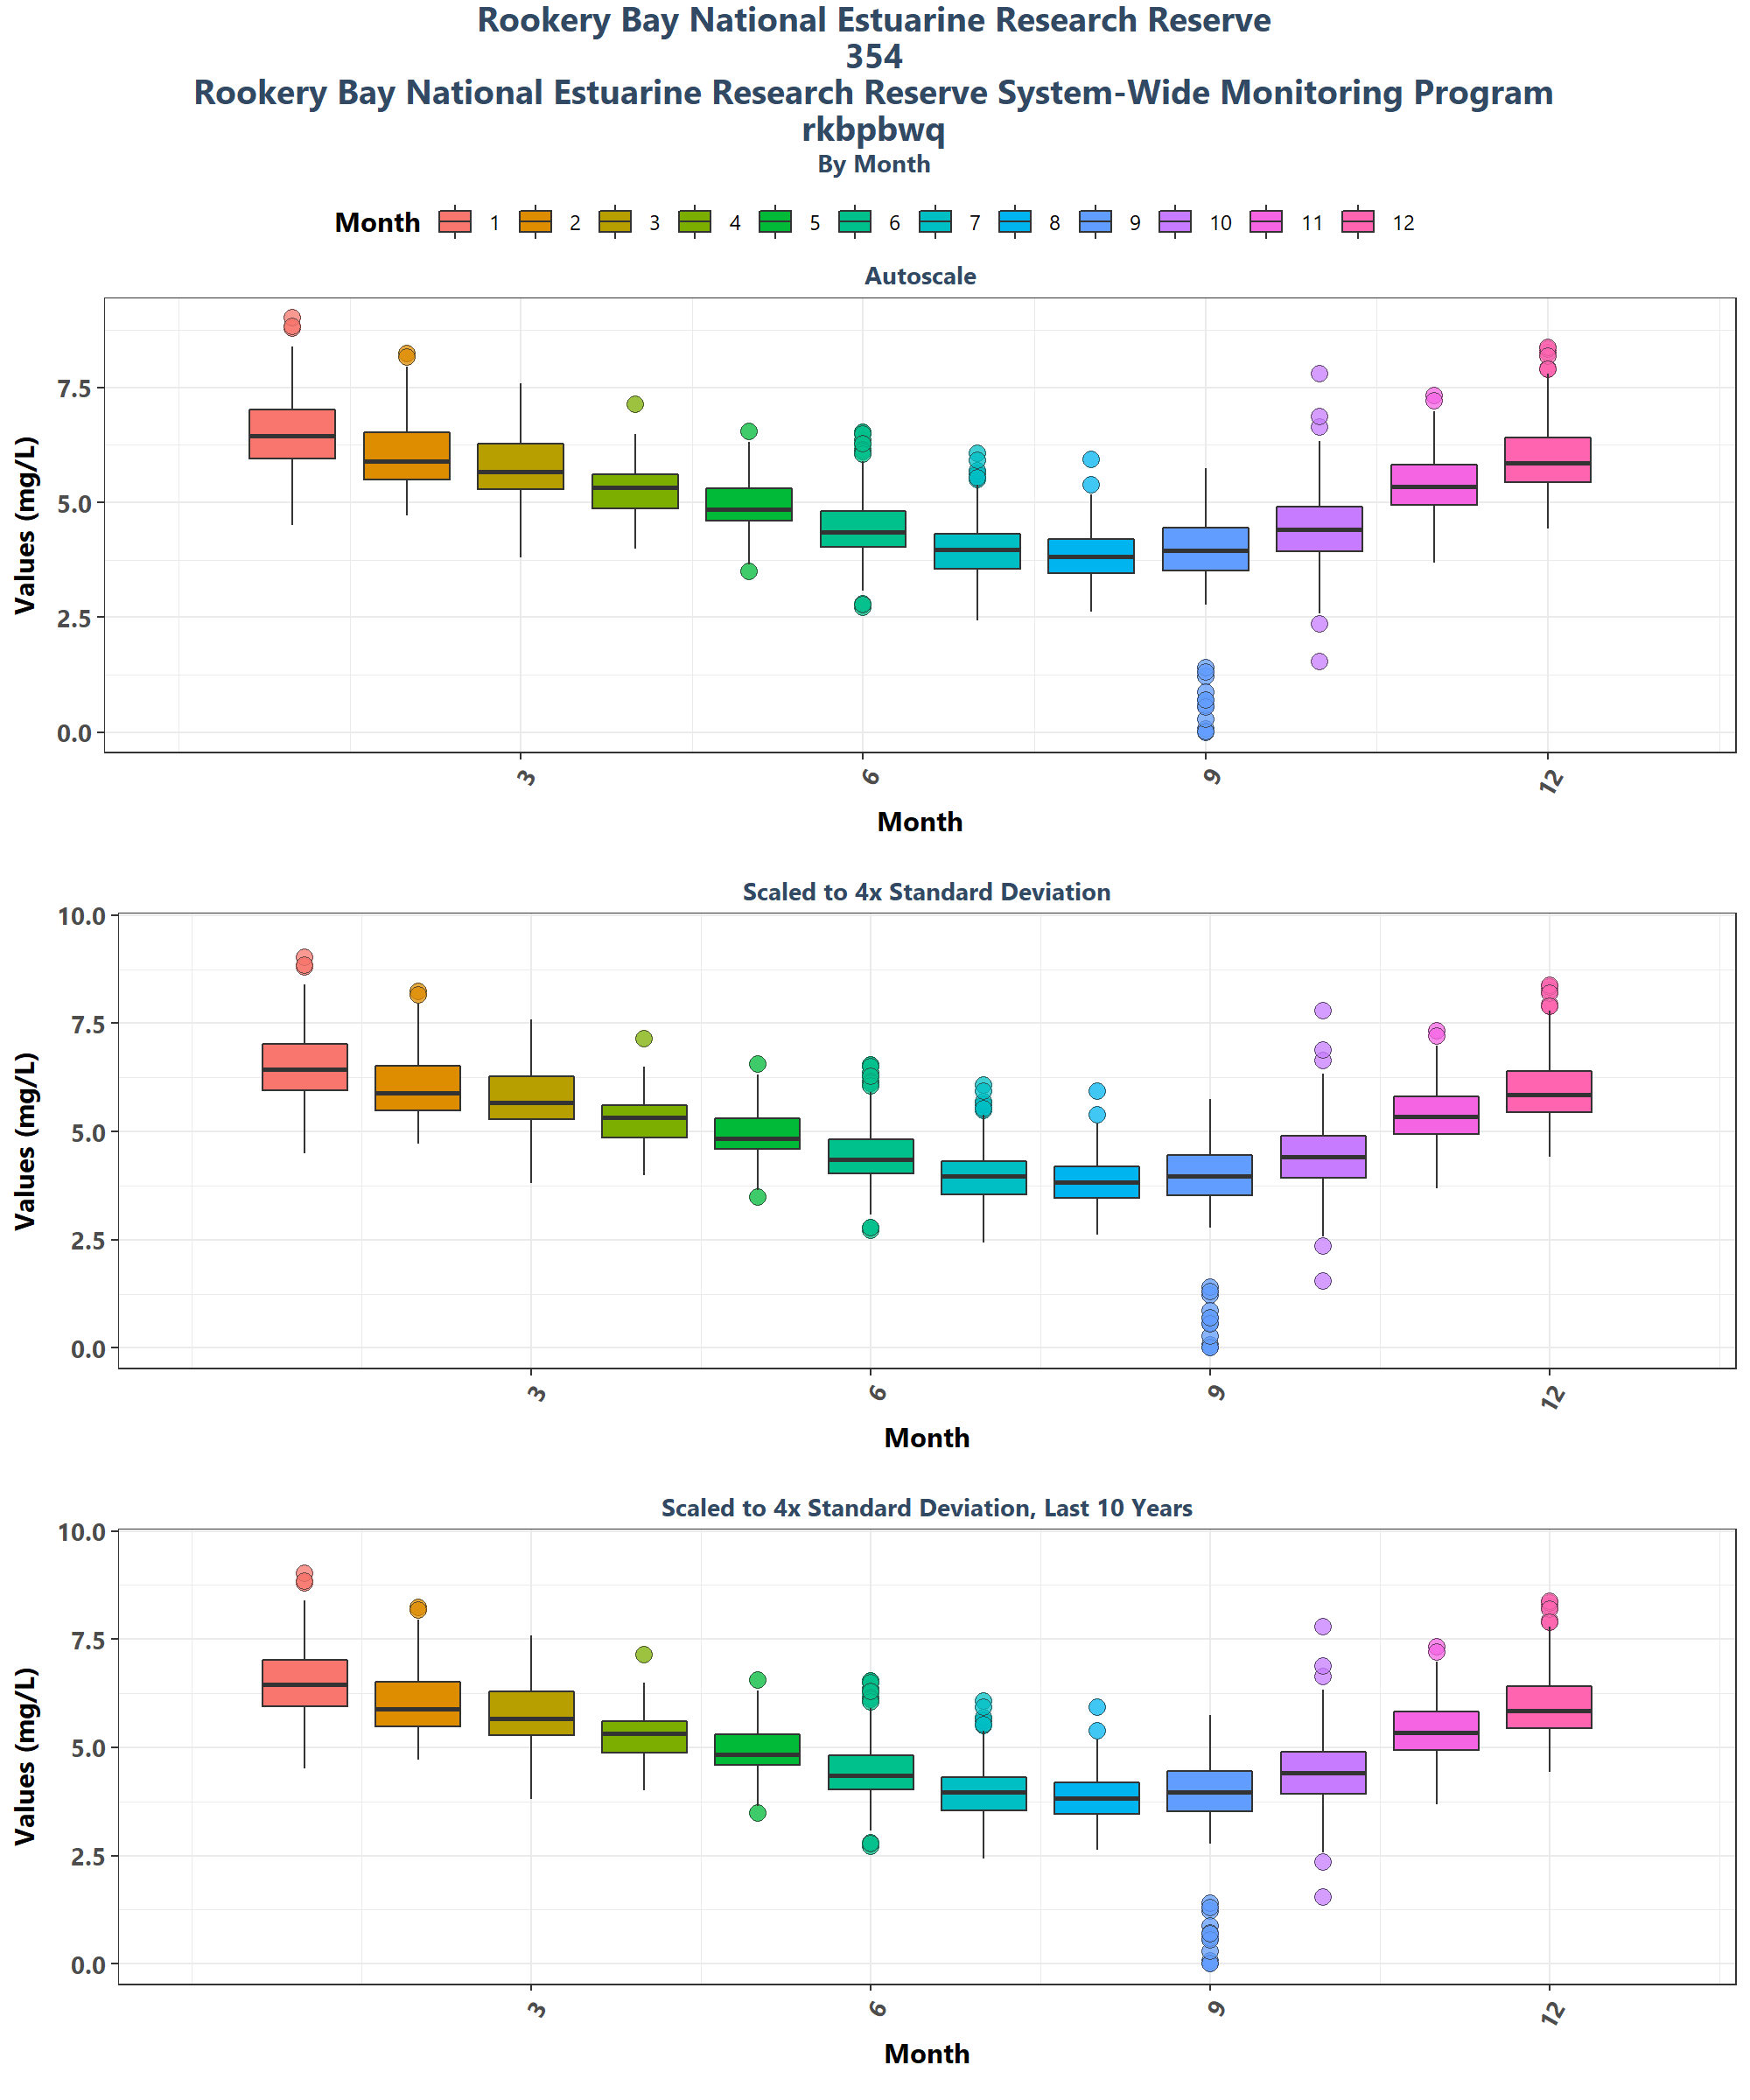 Rookery Bay National Estuarine Research Reserve
354
Rookery Bay National Estuarine Research Reserve System-Wide Monitoring Program
rkbpbwq
By Month
Month 1 2 3 4 5 6 7 8 9 10 11 12
Autoscale
Values (mg/L)
7.5
5.0
2.5
0.0
3 6 9 12
Month
Scaled to 4x Standard Deviation
Values (mg/L)
10.0
7.5
5.0
2.5
0.0
3 6 9 12
Month
Scaled to 4x Standard Deviation, Last 10 Years
Values (mg/L)
10.0
7.5
5.0
2.5
0.0
3 6 9 12
Month